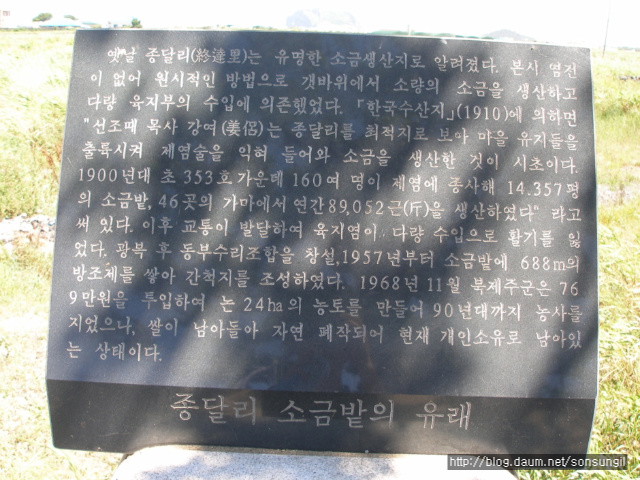 옛날 종달리(終達里)는 유명한 소금생산지로 알려졌다. 본시 염전
이 없어 원시적인 방법으로 갯바위에서 소량의 소금을 생산하고
다량 육지부의 수입에 의존했었다. 「한국수산지」(1910)에 의하면
"선조때 목사 강여(姜侶)는 종달리를 최적지로 보아 마을 유기들을
출륙시켜 제염술을 익혀 들어와 소금을 생산한 것이 시초이다.
1900년대 초 353호 가운데 160여 명이 제염에 종사해 14.357평
의 소금밭, 46곳의 가마에서 연간 89,052근(斤)을 생산하였다" 라고
써 있다. 이후 교통이 발달하여 육지염이 다량 수입으로 활기를 잃
었다. 광복 후 동부수리조합을 창설,1957년부터 소금밭에 688m의
방조체를 쌓아 간척지를 조성하였다. 1968년 11월 북제주군은 76
9만원을 투입하여 논 24ha의 농토를 만들어 90년대까지 농사를
지었으나, 쌀이 남아돌아 자연 폐작되어 현재 개인소유로 남아있
는 상태이다.
종달리 소금밭의 유래
http://blog.daum.net/sonsungil